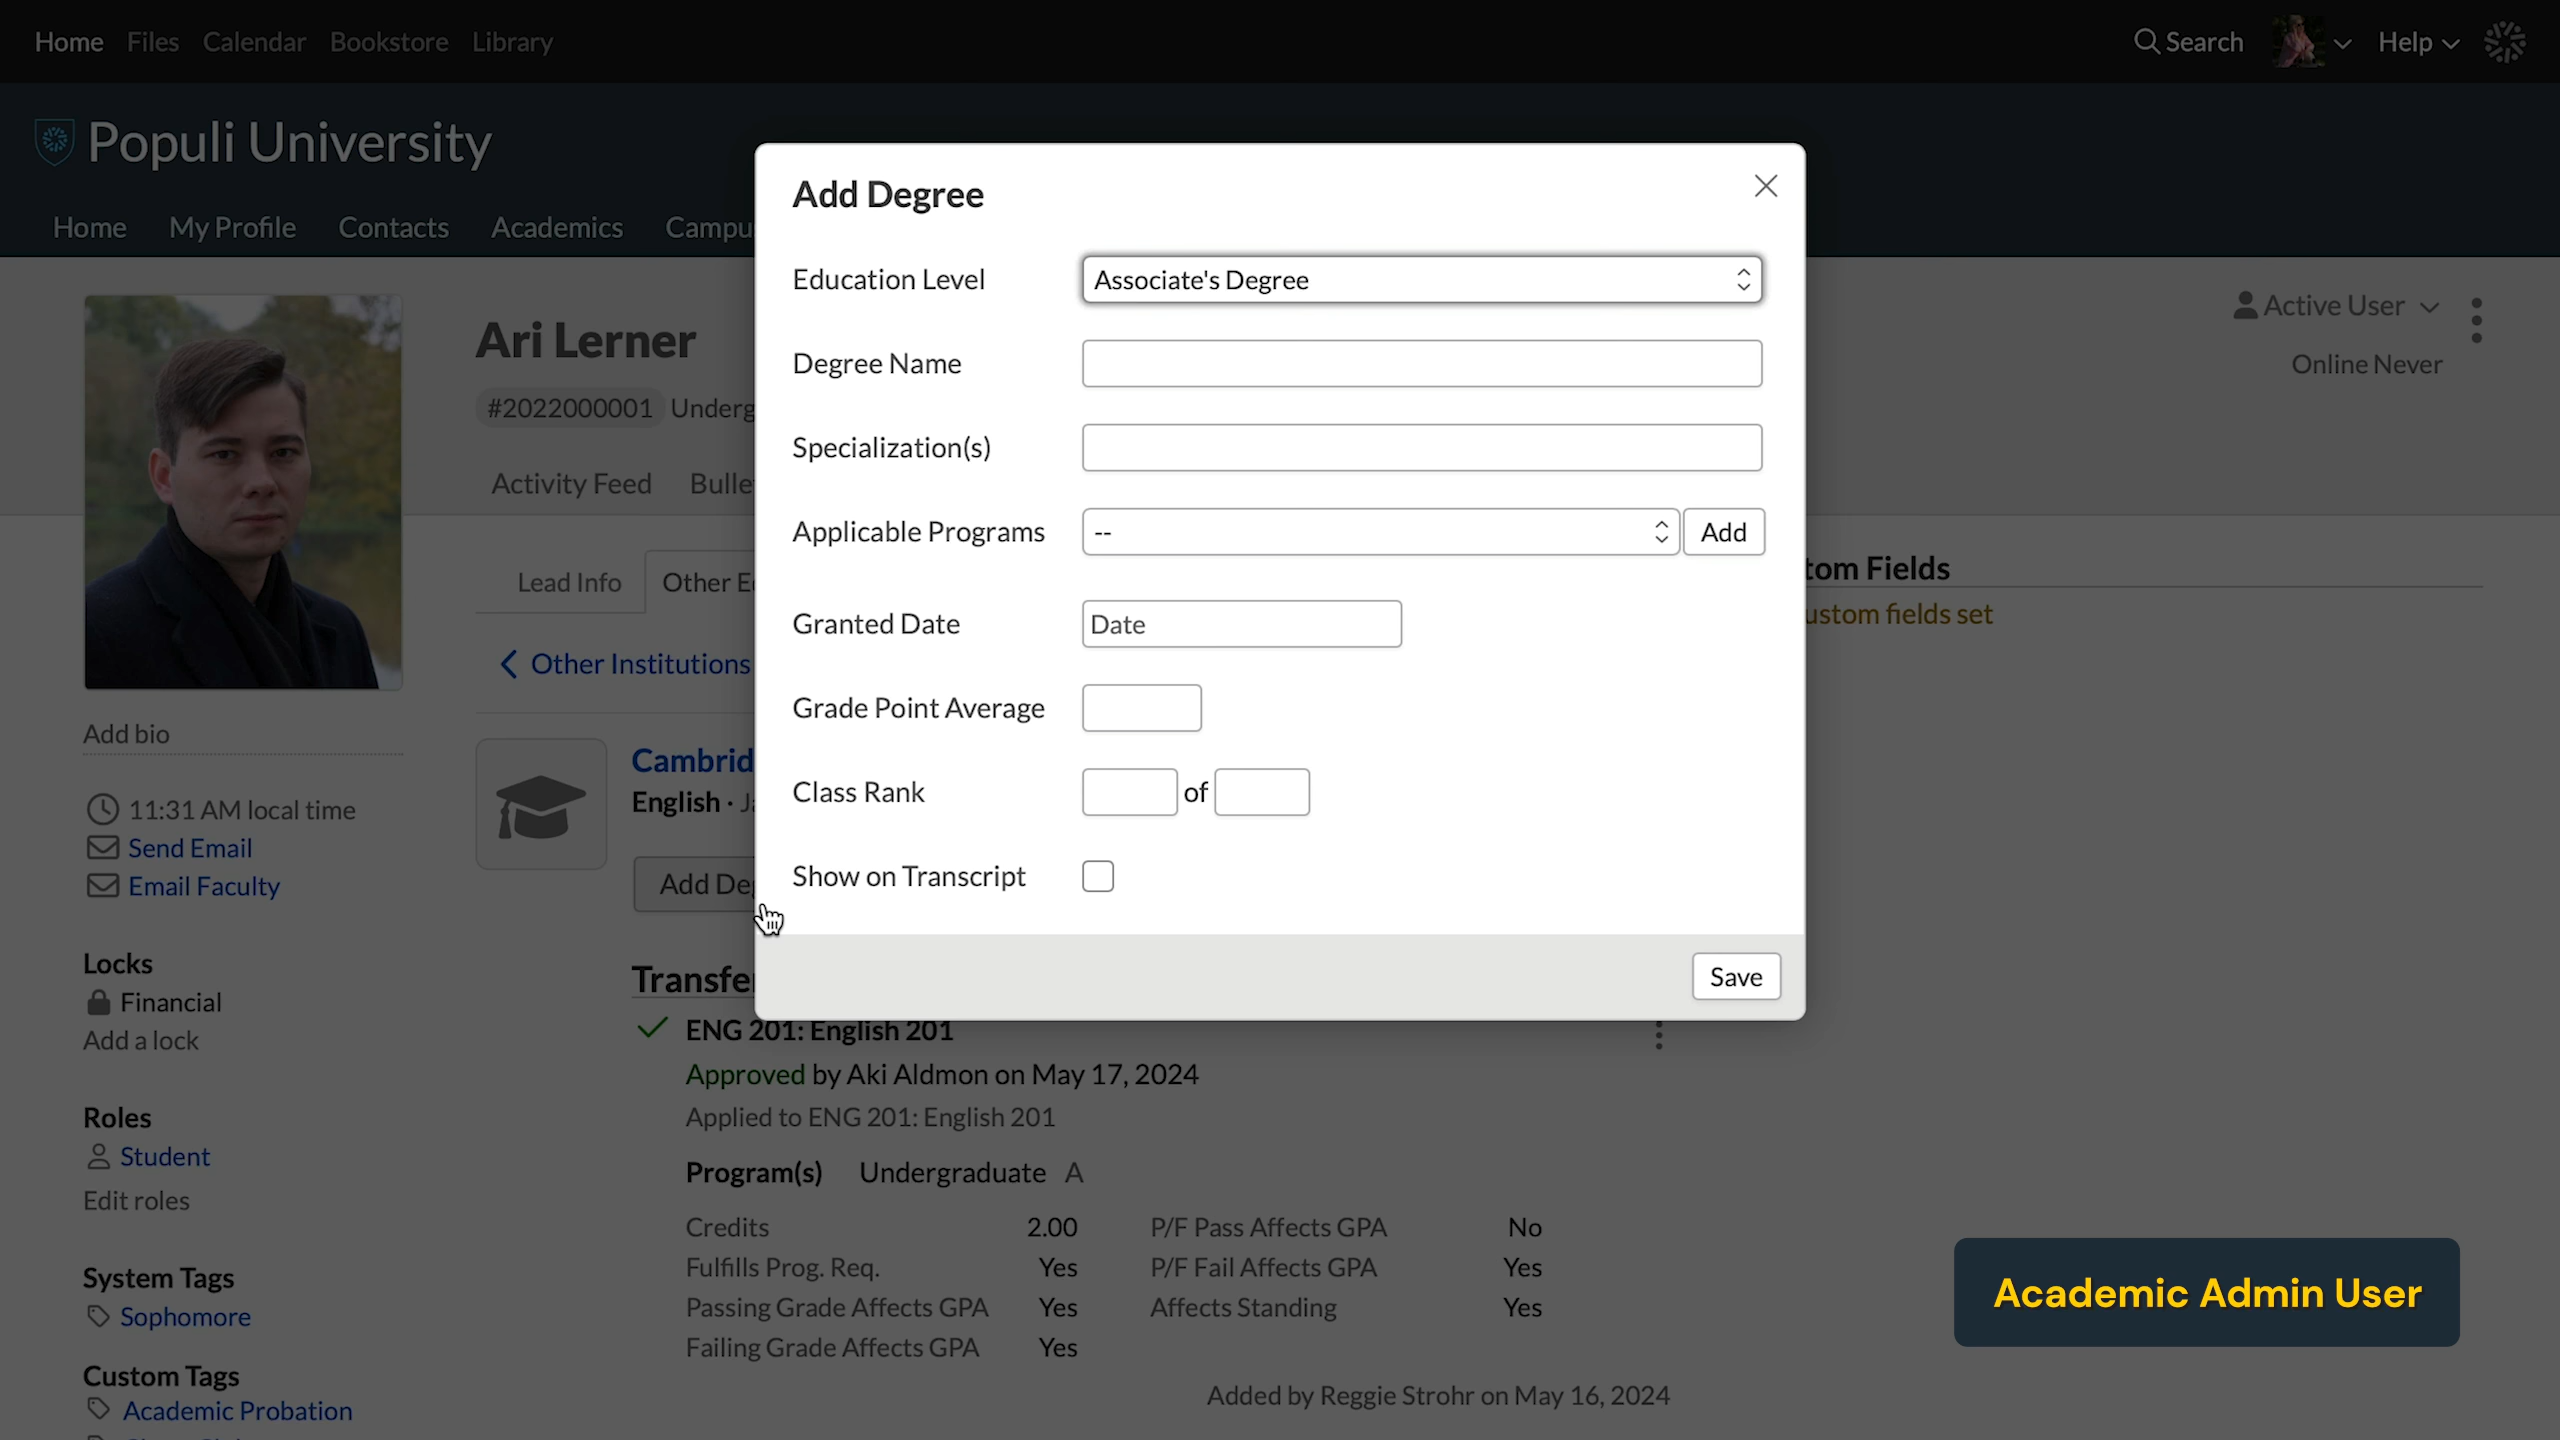 Home Files Calendar Bookstore Library
Search Help
Populi University
Home My Profile Contacts Academics Campu
Add Degree
Education Level Associate's Degree
Degree Name
Specialization(s)
Applicable Programs -- Add
Granted Date Date
Grade Point Average
Class Rank of
Show on Transcript
Save
Ari Lerner
#2022000001 Underg
Activity Feed Bulle
Active User
Online Never
Lead Info Other E
Other Institutions
tom Fields
ustom fields set
Add bio
11:31 AM local time
Send Email
Email Faculty
Cambrid
English · Ja
Add De
Locks
Financial
Add a lock
Roles
Student
Edit roles
System Tags
Sophomore
Custom Tags
Academic Probation
Transfe
ENG 201: English 201
Approved by Aki Aldmon on May 17, 2024
Applied to ENG 201: English 201
Program(s) Undergraduate A
Credits 2.00 P/F Pass Affects GPA No
Fulfills Prog. Req. Yes P/F Fail Affects GPA Yes
Passing Grade Affects GPA Yes Affects Standing Yes
Failing Grade Affects GPA Yes
Added by Reggie Strohr on May 16, 2024
Academic Admin User